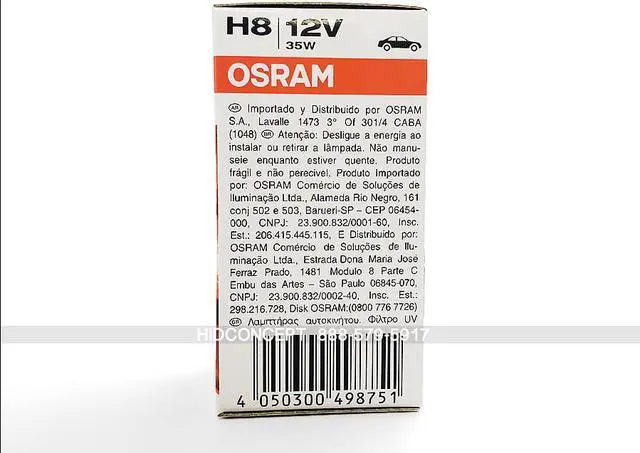 H8 12V
35W
OSRAM
AR Importado y Distribuido por OSRAM
S.A., Lavalle 1473 3° Of 301/4 CABA
(1048) BR Atenção: Desligue a energia ao
instalar ou retirar a lâmpada. Não manu-
seie enquanto estiver quente. Produto
frágil e não perecivel, Produto Importado
por: OSRAM Comércio de Soluções de
Iluminação Ltda., Alameda Rio Negro, 161
conj 502 e 503, Barueri-SP – CEP 06454-
000, CNPJ: 23.900.832/0001-60, Insc.
Est.: 206.415.445.115, E Distribuido por:
OSRAM Comércio de Soluções de Ilu-
minação Ltda., Estrada Dona Maria José
Ferraz Prado, 1481 Modulo 8 Parte C
Embu das Artes – São Paulo 06845-070,
CNPJ: 23.900.832/0002-40, Insc. Est.:
298.216.728, Disk OSRAM:(0800 776 7726)
GR Λαμπτήρας αυτοκινήτου. Φίλτρο UV
HIDCONCEPT 888-579-5917
4 050300 498751